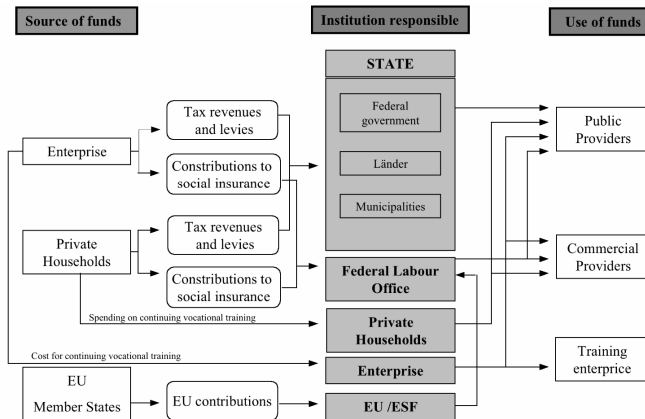 Source of funds
Institution responsible
Use of funds
STATE
Federal
government
Länder
Municipalities
Tax revenues
and levies
Enterprise
Constributions to
social insurance
Public
Providers
Tax revenues
and levies
Private
Households
Constributions to
social insurance
Federal Labour
Office
Commercial
Providers
Spending on continuing vocational training
Private
Households
Cost for continuing vocational training
Enterprise
Training
enterprice
EU
Member States
EU contributions
EU /ESF